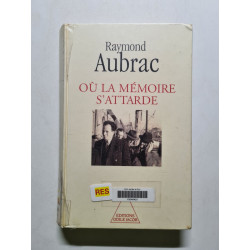 Raymond
Aubrac
OÙ LA MÉMOIRE
S'ATTARDE
RES
EDITIONS
ODILE JACOB